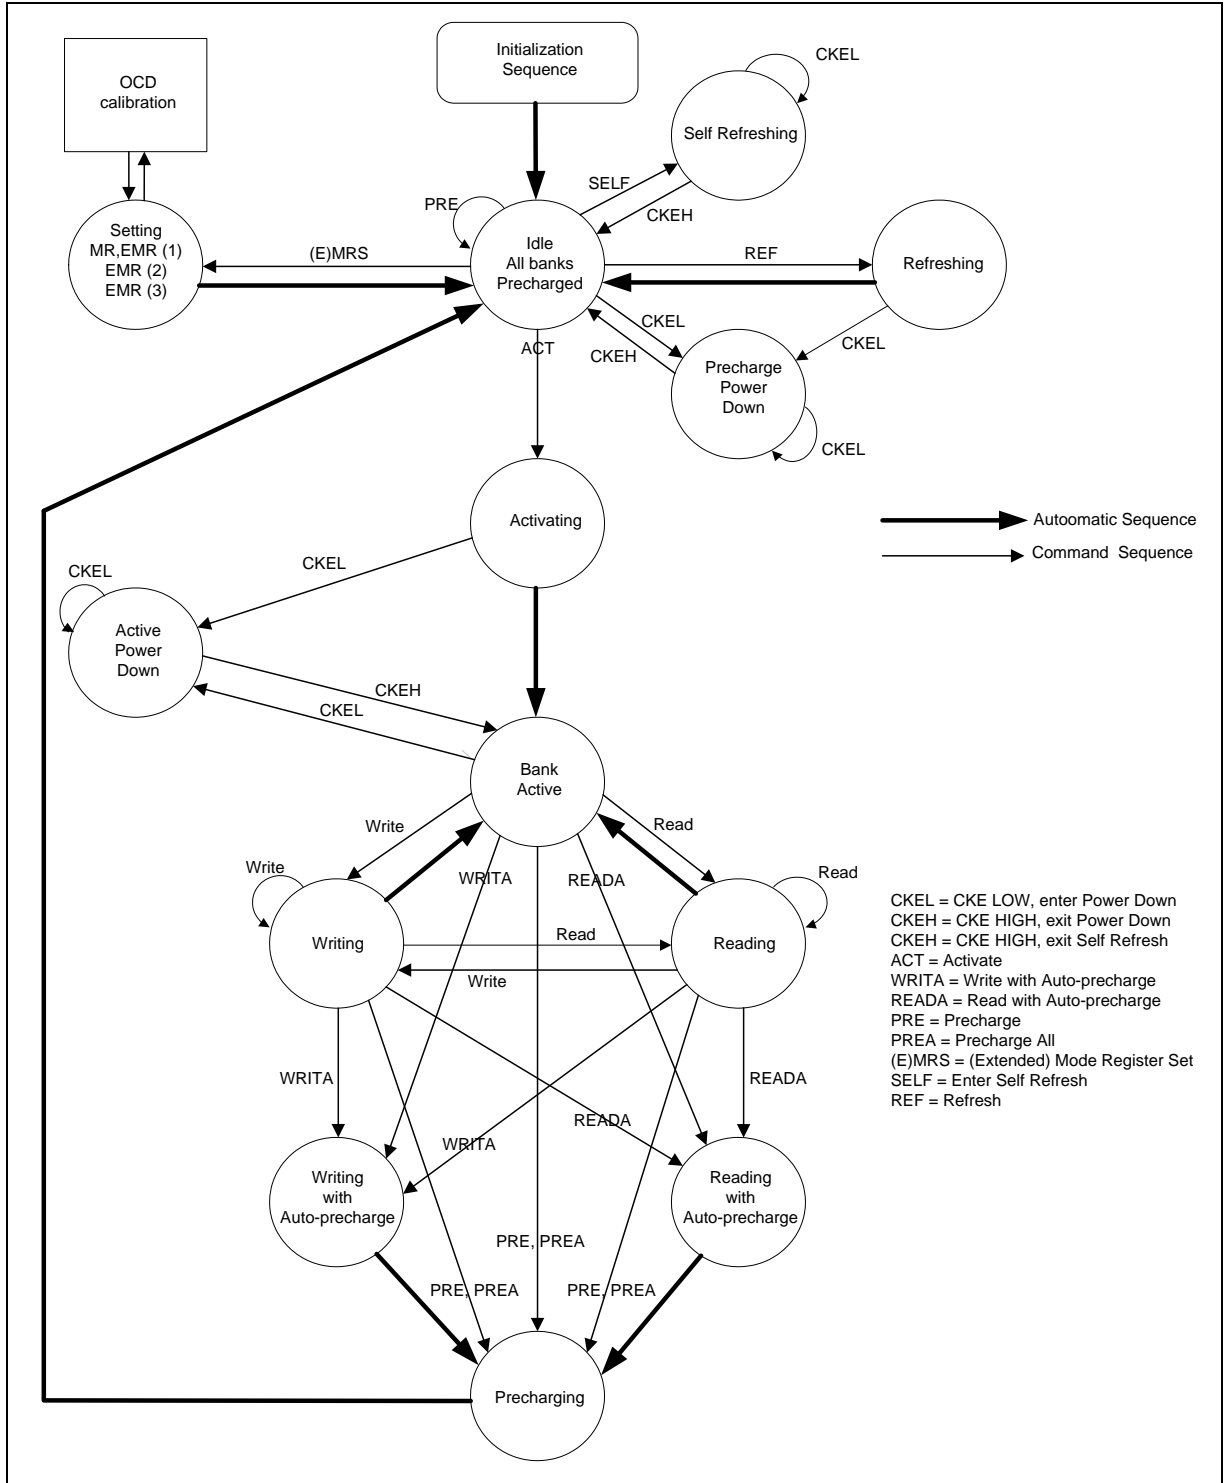 Initialization
Sequence
OCD
calibration
CKEL
Self Refreshing
SELF
CKEH
PRE
Setting
MR,EMR (1)
EMR (2)
EMR (3)
(E)MRS
Idle
All banks
Precharged
REF
Refreshing
CKEL
CKEH
CKEL
ACT
Precharge
Power
Down
CKEL
Activating
Autoomatic Sequence
Command Sequence
CKEL
CKEL
Active
Power
Down
CKEH
CKEL
Bank
Active
Write
Read
Write
WRITA
READA
Read
Writing
Read
Reading
Write
CKEL = CKE LOW, enter Power Down
CKEH = CKE HIGH, exit Power Down
CKEH = CKE HIGH, exit Self Refresh
ACT = Activate
WRITA = Write with Auto-precharge
READA = Read with Auto-precharge
PRE = Precharge
PREA = Precharge All
(E)MRS = (Extended) Mode Register Set
SELF = Enter Self Refresh
REF = Refresh
WRITA
READA
READA
WRITA
Writing
with
Auto-precharge
Reading
with
Auto-precharge
PRE, PREA
PRE, PREA
PRE, PREA
Precharging